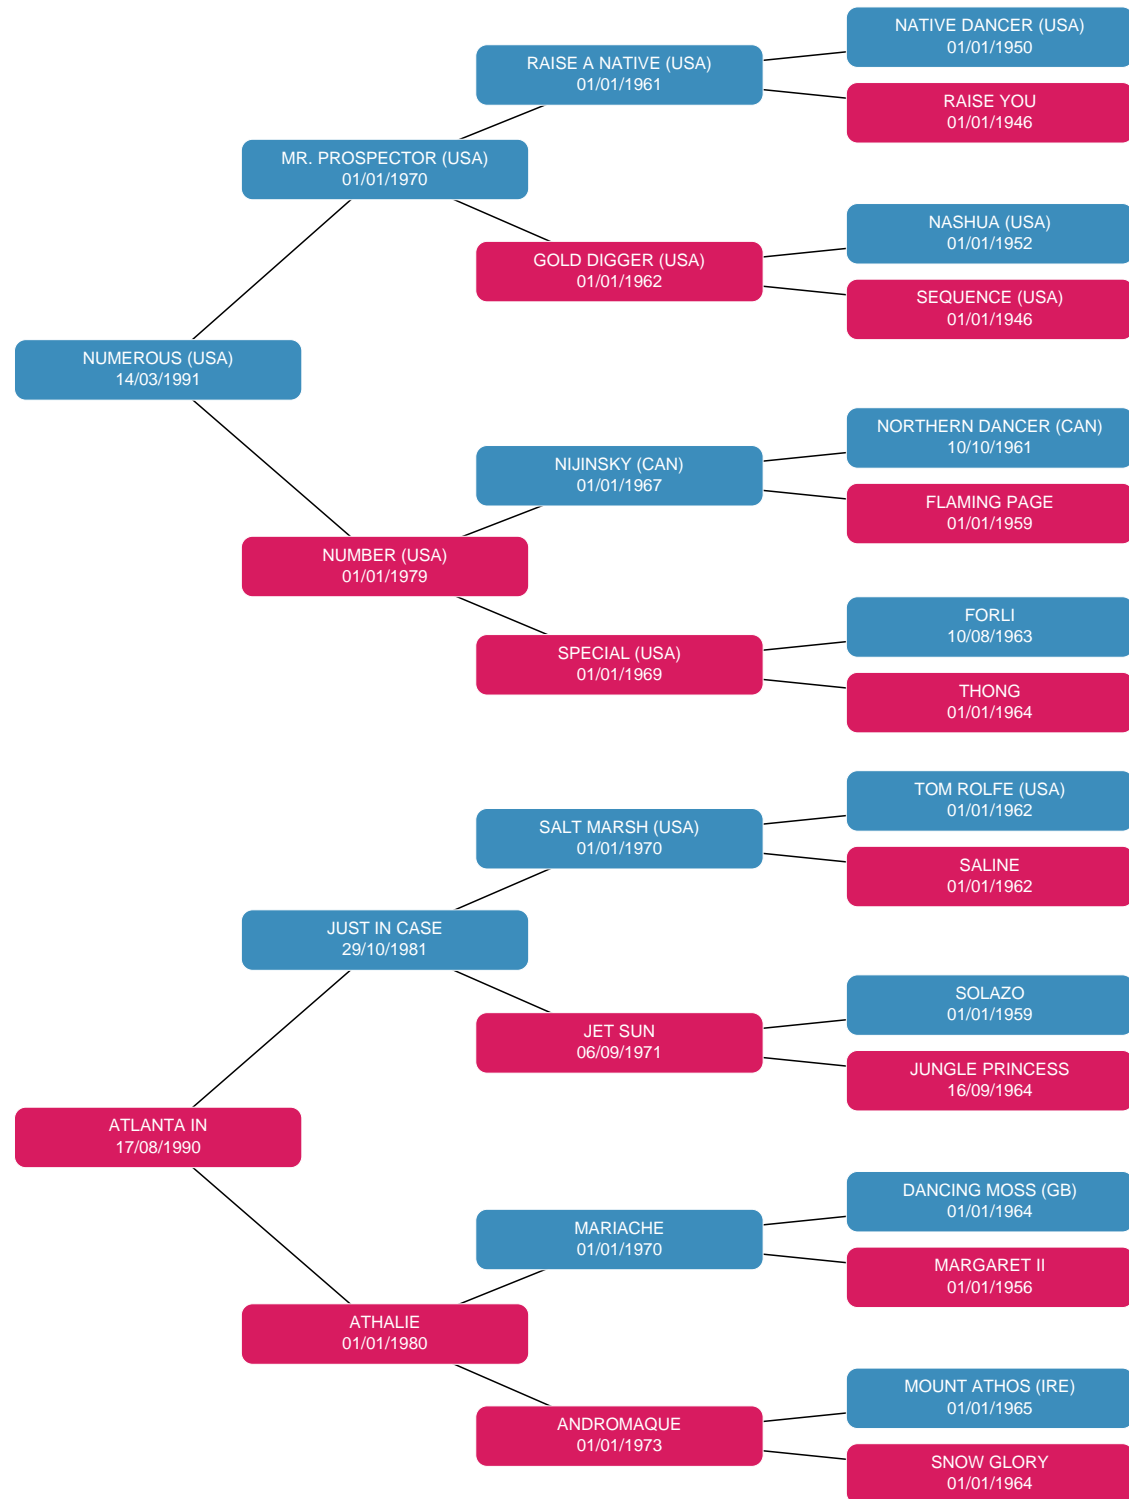 NATIVE DANCER (USA)
01/01/1950
RAISE A NATIVE (USA)
01/01/1961
RAISE YOU
01/01/1946
MR. PROSPECTOR (USA)
01/01/1970
NASHUA (USA)
01/01/1952
GOLD DIGGER (USA)
01/01/1962
SEQUENCE (USA)
01/01/1946
NUMEROUS (USA)
14/03/1991
NORTHERN DANCER (CAN)
10/10/1961
NIJINSKY (CAN)
01/01/1967
FLAMING PAGE
01/01/1959
NUMBER (USA)
01/01/1979
FORLI
10/08/1963
SPECIAL (USA)
01/01/1969
THONG
01/01/1964
TOM ROLFE (USA)
01/01/1962
SALT MARSH (USA)
01/01/1970
SALINE
01/01/1962
JUST IN CASE
29/10/1981
SOLAZO
01/01/1959
JET SUN
06/09/1971
JUNGLE PRINCESS
16/09/1964
ATLANTA IN
17/08/1990
DANCING MOSS (GB)
01/01/1964
MARIACHE
01/01/1970
MARGARET II
01/01/1956
ATHALIE
01/01/1980
MOUNT ATHOS (IRE)
01/01/1965
ANDROMAQUE
01/01/1973
SNOW GLORY
01/01/1964